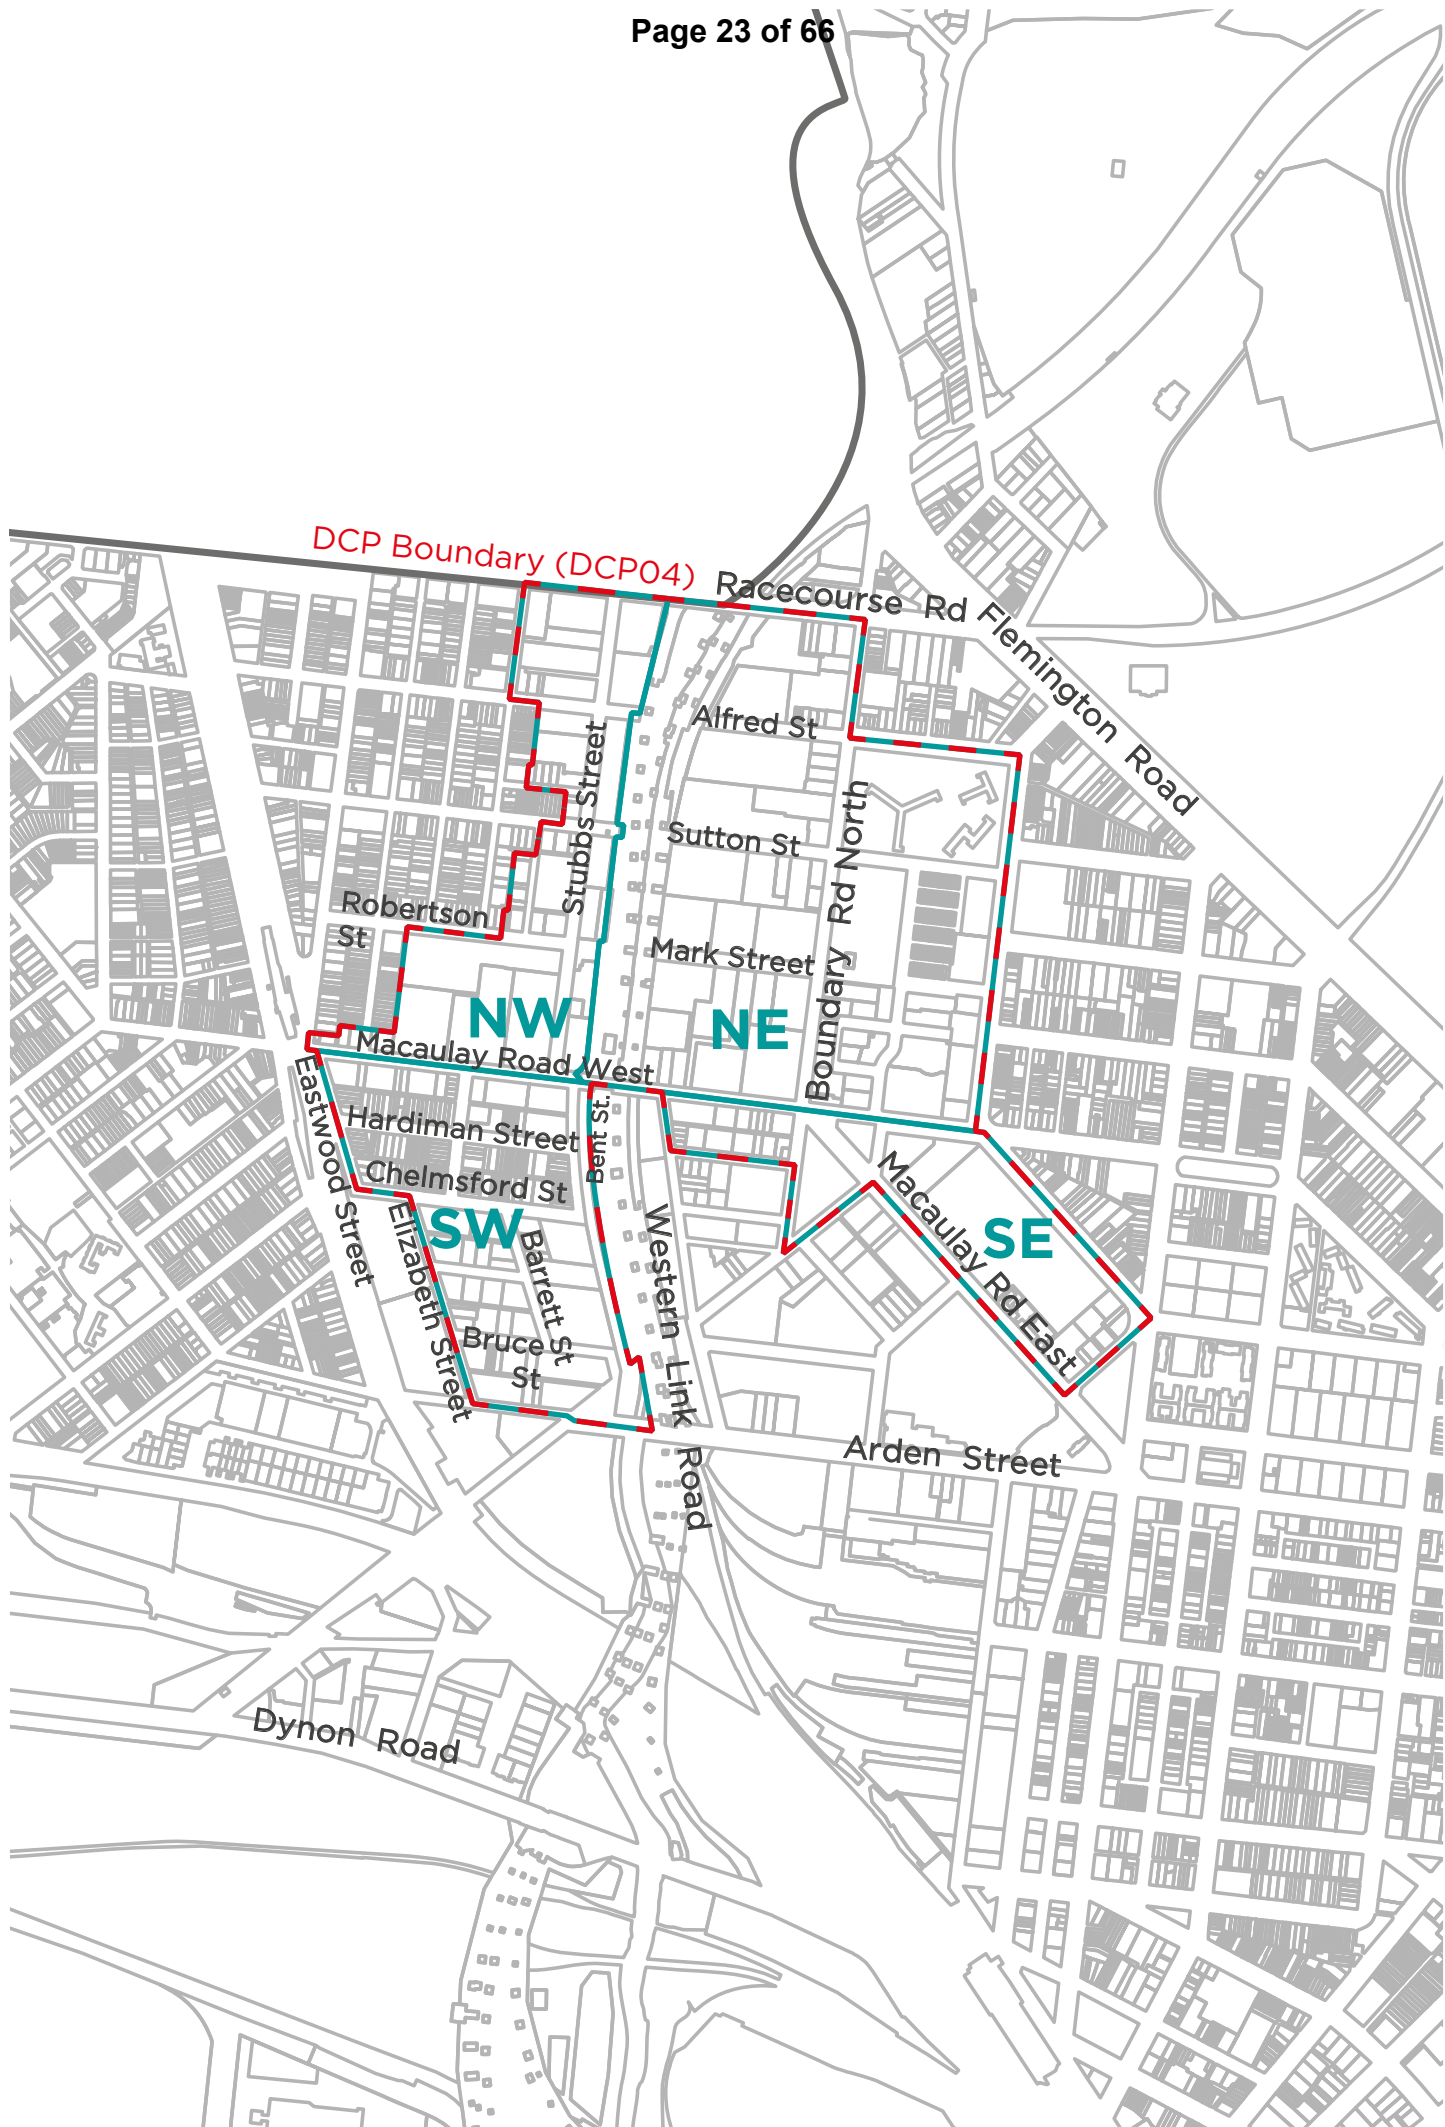 Page 23 of 66
DCP Boundary (DCP04)
Racecourse Rd
Flemington Road
Alfred St
Stubbs Street
Sutton St
Boundary Rd North
Robertson
St
Mark Street
NW
NE
Macaulay Road West
Eastwood Street
Hardiman Street
Bent St.
Chelmsford St
Macaulay Rd East
SW
SE
Elizabeth Street
Barrett St
Western Link Road
Bruce
St
Arden Street
Dynon Road